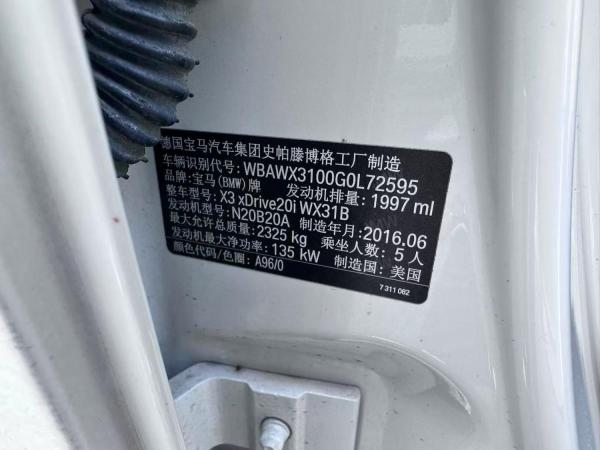 德国宝马汽车集团史帕滕博格工厂制造
车辆识别代号: WBAWX3100G0L72595
品牌: 宝马(BMW)牌 发动机排量: 1997 ml
整车型号: X3 xDrive20i WX31B
发动机型号: N20B20A 制造年月: 2016.06
最大允许总质量: 2325 kg 乘坐人数: 5 人
发动机最大净功率: 135 kW 制造国: 美国
颜色代码/色圈: A96/0
7 311 082